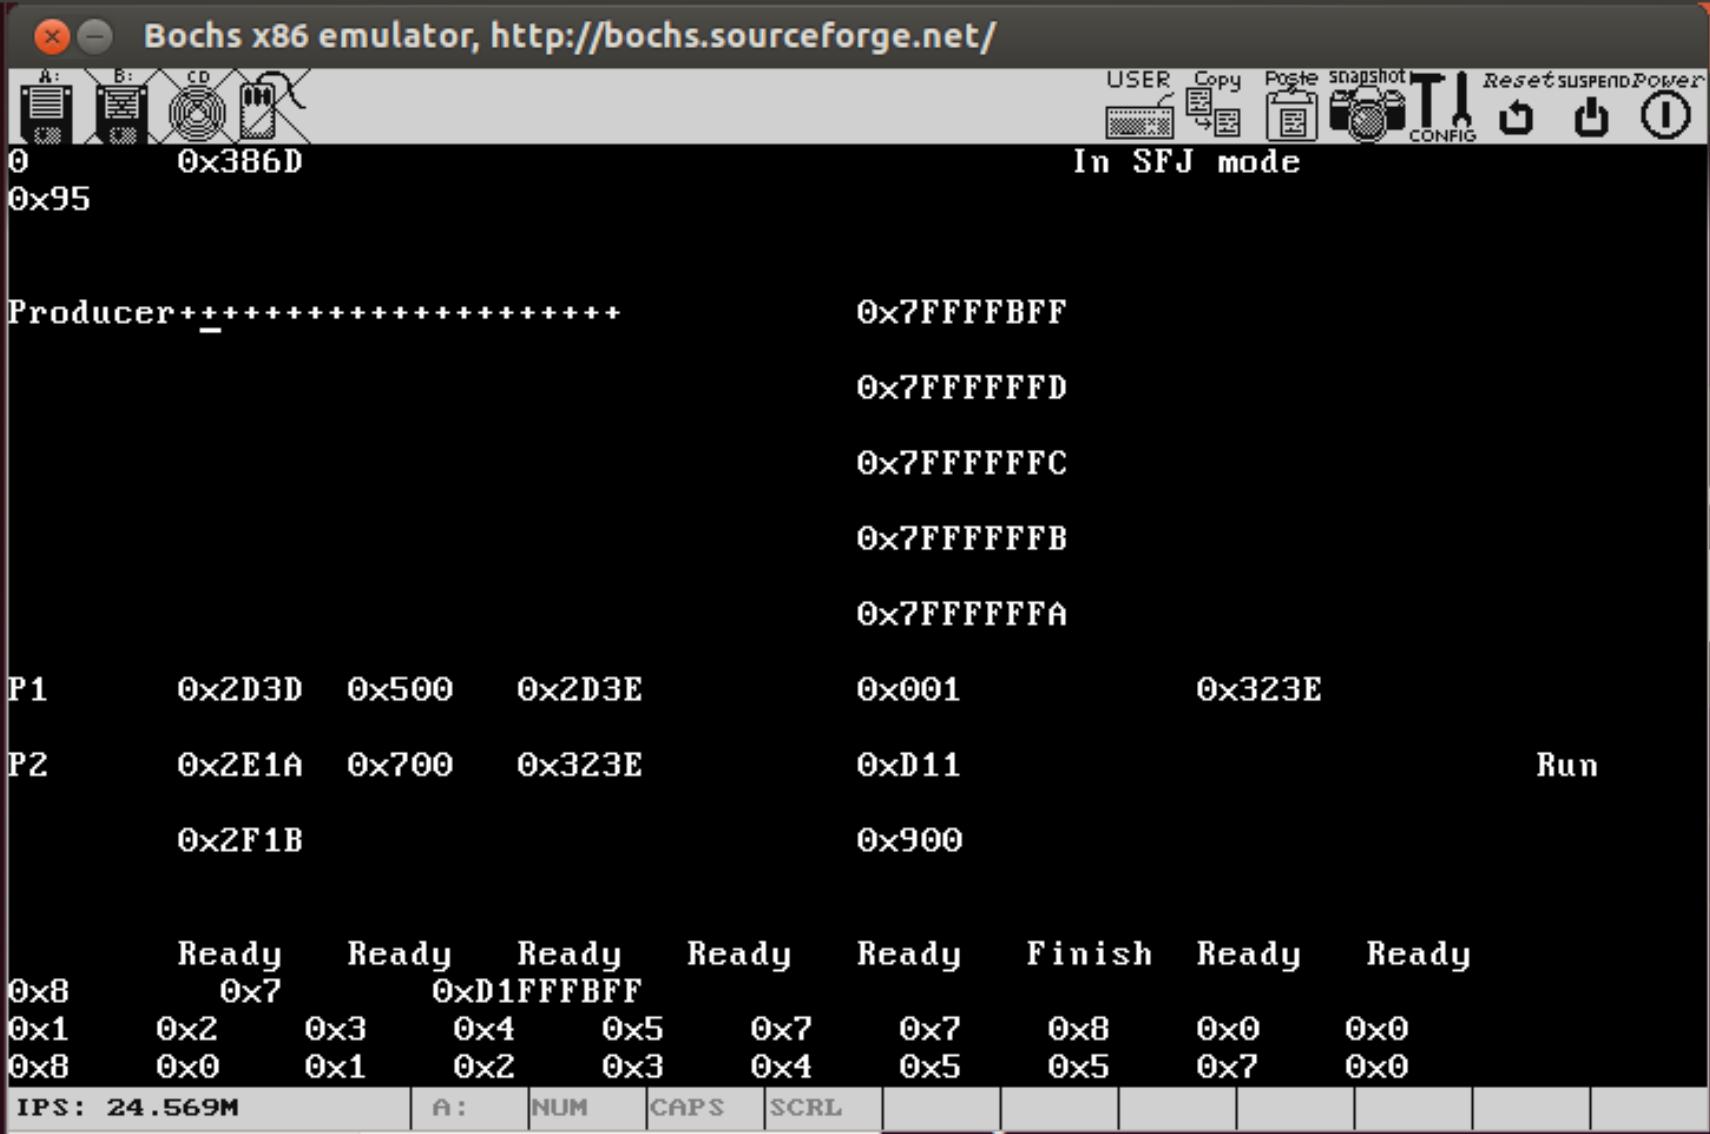 Bochs x86 emulator, http://bochs.sourceforge.net/
A: B: CD USER Copy Poste snapshot CONFIG Reset SUSPEND Power
0 0x386D In SFJ mode
0x95
Producer+++++++++++++++++++++ 0x7FFFFBFF
0x7FFFFFFD
0x7FFFFFFC
0x7FFFFFFB
0x7FFFFFFA
P1 0x2D3D 0x500 0x2D3E 0x001 0x323E
P2 0x2E1A 0x700 0x323E 0xD11 Run
0x2F1B 0x900
Ready Ready Ready Ready Ready Finish Ready Ready
0x8 0x7 0xD1FFFBFF
0x1 0x2 0x3 0x4 0x5 0x7 0x7 0x8 0x0 0x0
0x8 0x0 0x1 0x2 0x3 0x4 0x5 0x5 0x7 0x0
IPS: 24.569M A: NUM CAPS SCRL